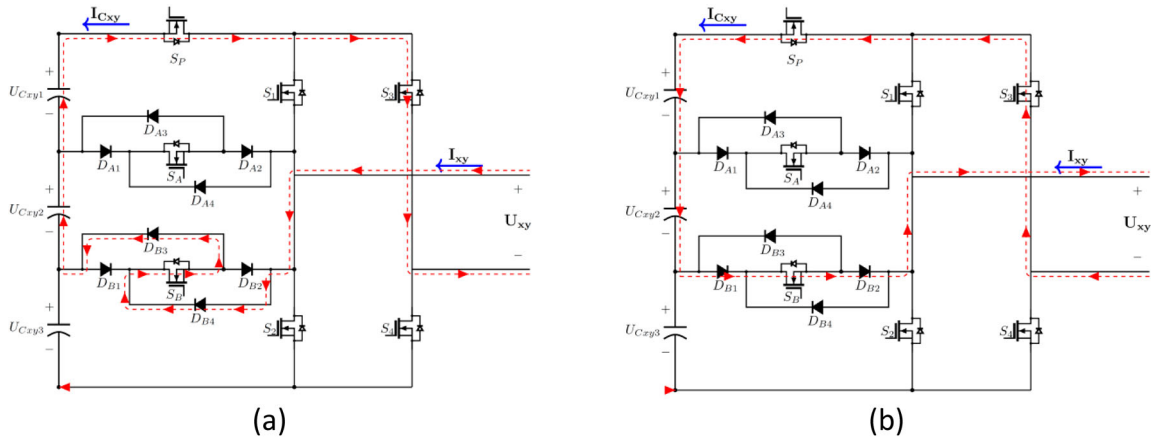 I_Cxy
S_P
+
U_Cxy1
−
S_1
S_3
D_A3
D_A1
D_A2
S_A
D_A4
I_xy
+
U_Cxy2
−
+
U_xy
−
D_B3
D_B1
D_B2
S_B
D_B4
+
U_Cxy3
−
S_2
S_4
(a)
I_Cxy
S_P
+
U_Cxy1
−
S_1
S_3
D_A3
D_A1
D_A2
S_A
D_A4
I_xy
+
U_Cxy2
−
+
U_xy
−
D_B3
D_B1
D_B2
S_B
D_B4
+
U_Cxy3
−
S_2
S_4
(b)